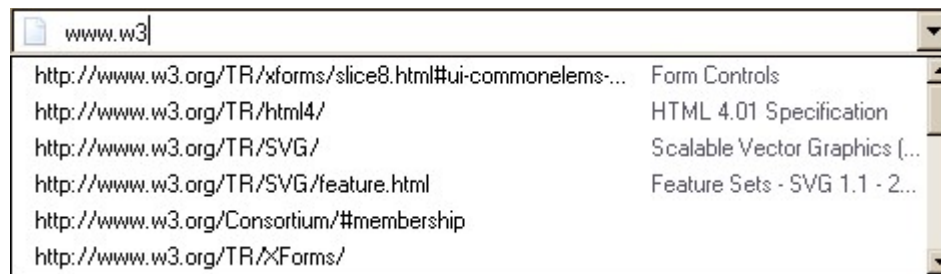 www.w3
http://www.w3.org/TR/xforms/slice8.html#ui-commonelems-... Form Controls
http://www.w3.org/TR/html4/ HTML 4.01 Specification
http://www.w3.org/TR/SVG/ Scalable Vector Graphics (...
http://www.w3.org/TR/SVG/feature.html Feature Sets - SVG 1.1 - 2...
http://www.w3.org/Consortium/#membership
http://www.w3.org/TR/XForms/